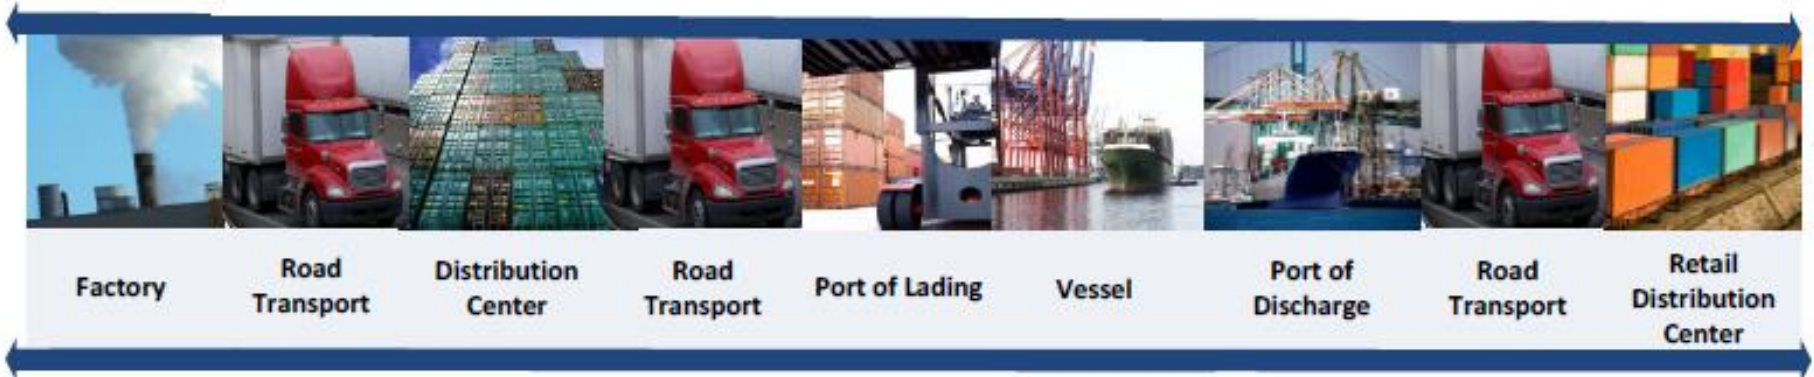 Factory
Road
Transport
Distribution
Center
Road
Transport
Port of Lading
Vessel
Port of
Discharge
Road
Transport
Retail
Distribution
Center